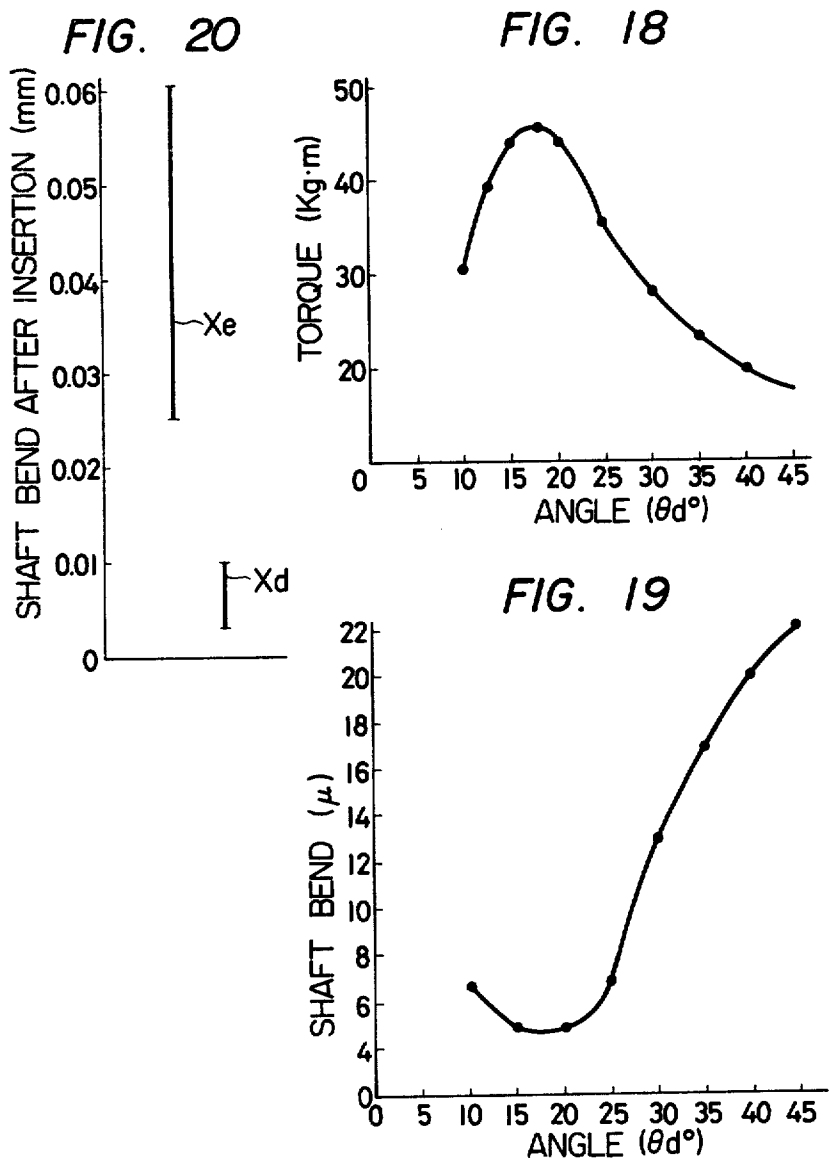 FIG. 20
SHAFT BEND AFTER INSERTION (mm)
0.06
0.05
0.04
0.03
0.02
0.01
0
Xe
Xd
FIG. 18
TORQUE (Kg·m)
50
40
30
20
0 5 10 15 20 25 30 35 40 45
ANGLE (θd°)
FIG. 19
SHAFT BEND (μ)
22
20
18
16
14
12
10
8
6
4
0
0 5 10 15 20 25 30 35 40 45
ANGLE (θd°)